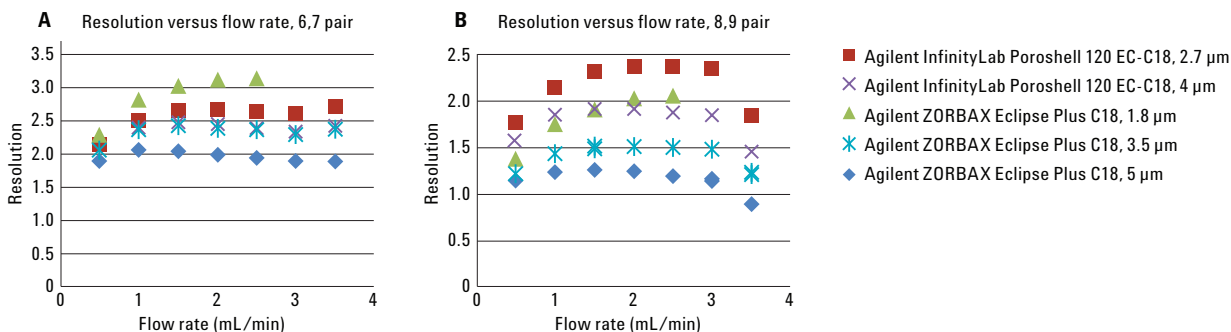 A Resolution versus flow rate, 6,7 pair
3.5
3.0
2.5
2.0
1.5
1.0
0.5
0
Resolution
0 1 2 3 4
Flow rate (mL/min)
B Resolution versus flow rate, 8,9 pair
2.5
2.0
1.5
1.0
0.5
0
Resolution
0 1 2 3 4
Flow rate (mL/min)
Agilent InfinityLab Poroshell 120 EC-C18, 2.7 µm
Agilent InfinityLab Poroshell 120 EC-C18, 4 µm
Agilent ZORBAX Eclipse Plus C18, 1.8 µm
Agilent ZORBAX Eclipse Plus C18, 3.5 µm
Agilent ZORBAX Eclipse Plus C18, 5 µm